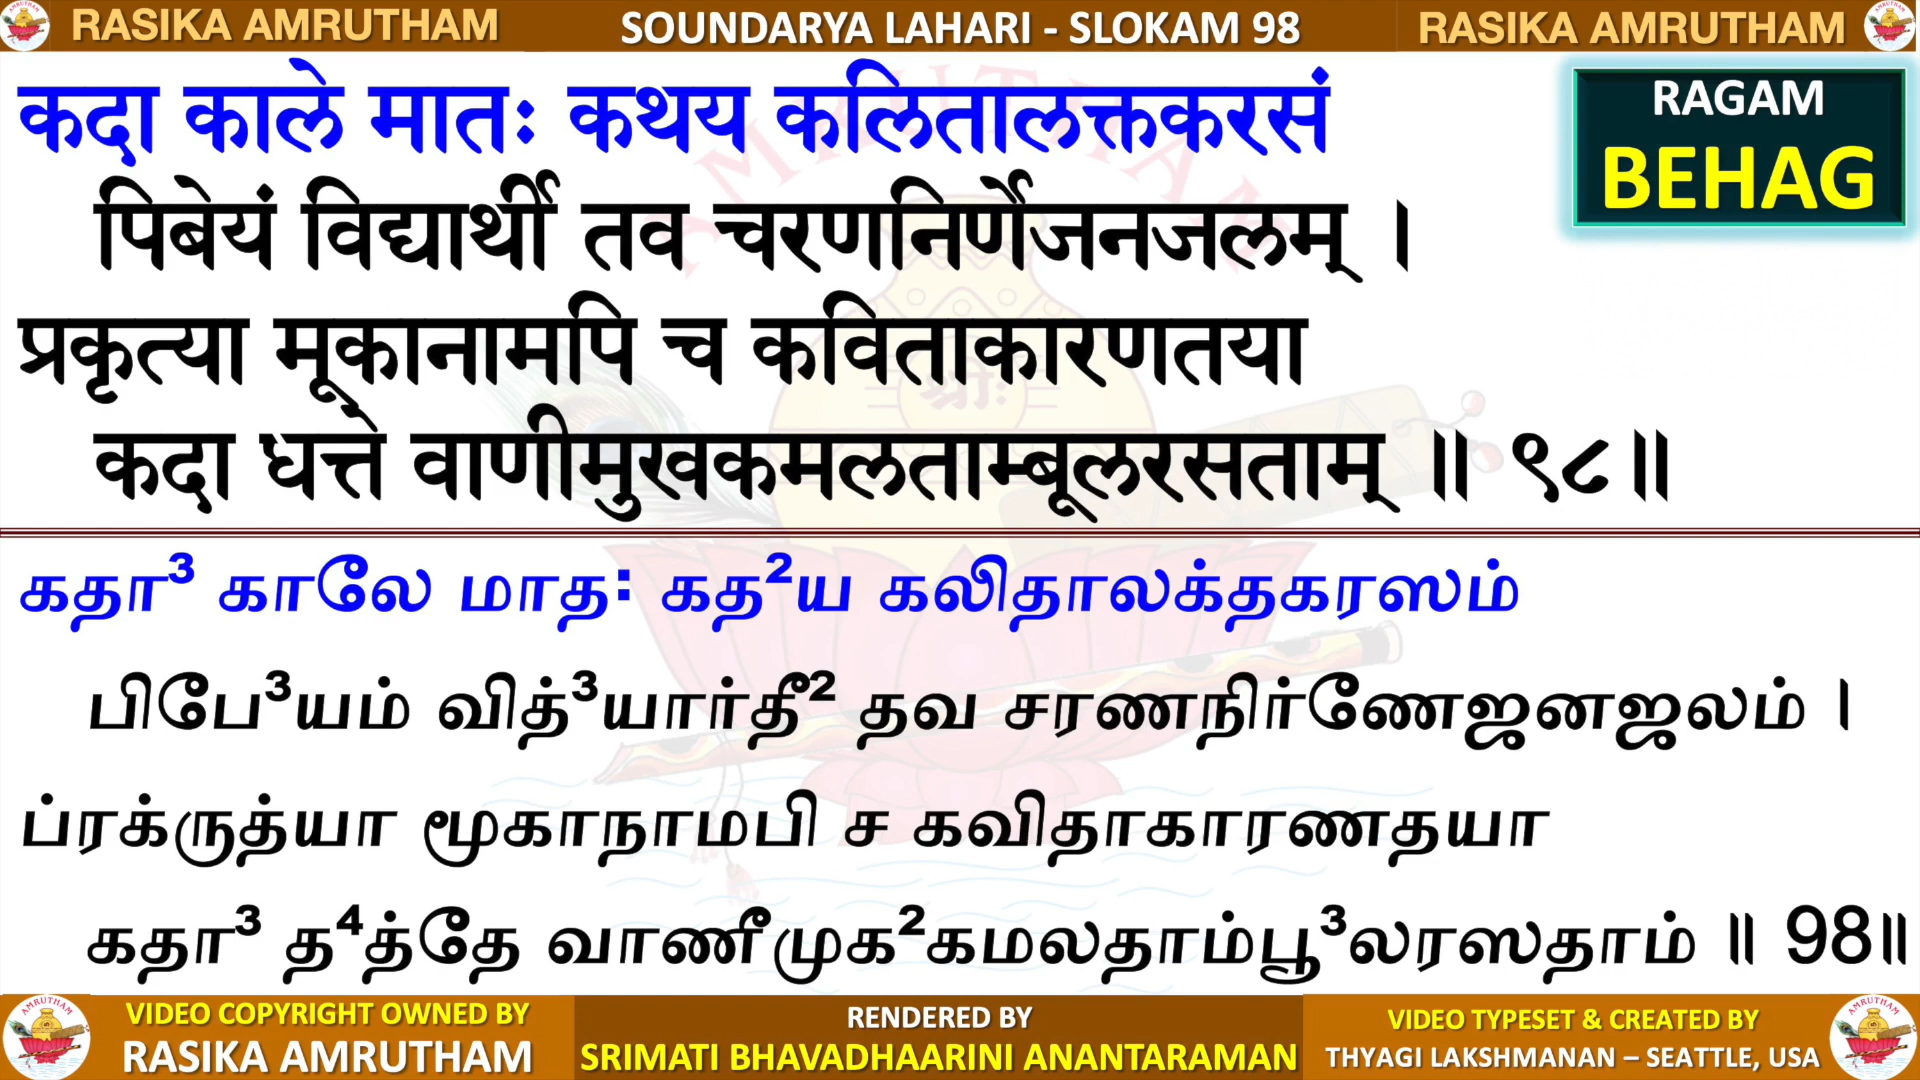 RASIKA AMRUTHAM
SOUNDARYA LAHARI - SLOKAM 98
RASIKA AMRUTHAM
RAGAM
BEHAG
कदा काले मातः कथय कलितालक्तकरसं
पिबेयं विद्यार्थी तव चरणनिर्णेजनजलम् ।
प्रकृत्या मूकानामपि च कविताकारणतया
कदा धत्ते वाणीमुखकमलताम्बूलरसताम् ॥ ९८॥
கதா³ காலே மாத: கத²ய கலிதாலக்தகரஸம்
பிபே³யம் வித்³யார்தீ² தவ சரணநிர்ணேஜனஜலம் ।
ப்ரக்ருத்யா மூகாநாமபி ச கவிதாகாரணதயா
கதா³ த⁴த்தே வாணீமுக²கமலதாம்பூ³லரஸதாம் ॥ 98॥
VIDEO COPYRIGHT OWNED BY
RASIKA AMRUTHAM
RENDERED BY
SRIMATI BHAVADHAARINI ANANTARAMAN
VIDEO TYPESET & CREATED BY
THYAGI LAKSHMANAN – SEATTLE, USA
AMRUTHAM
श्रीः